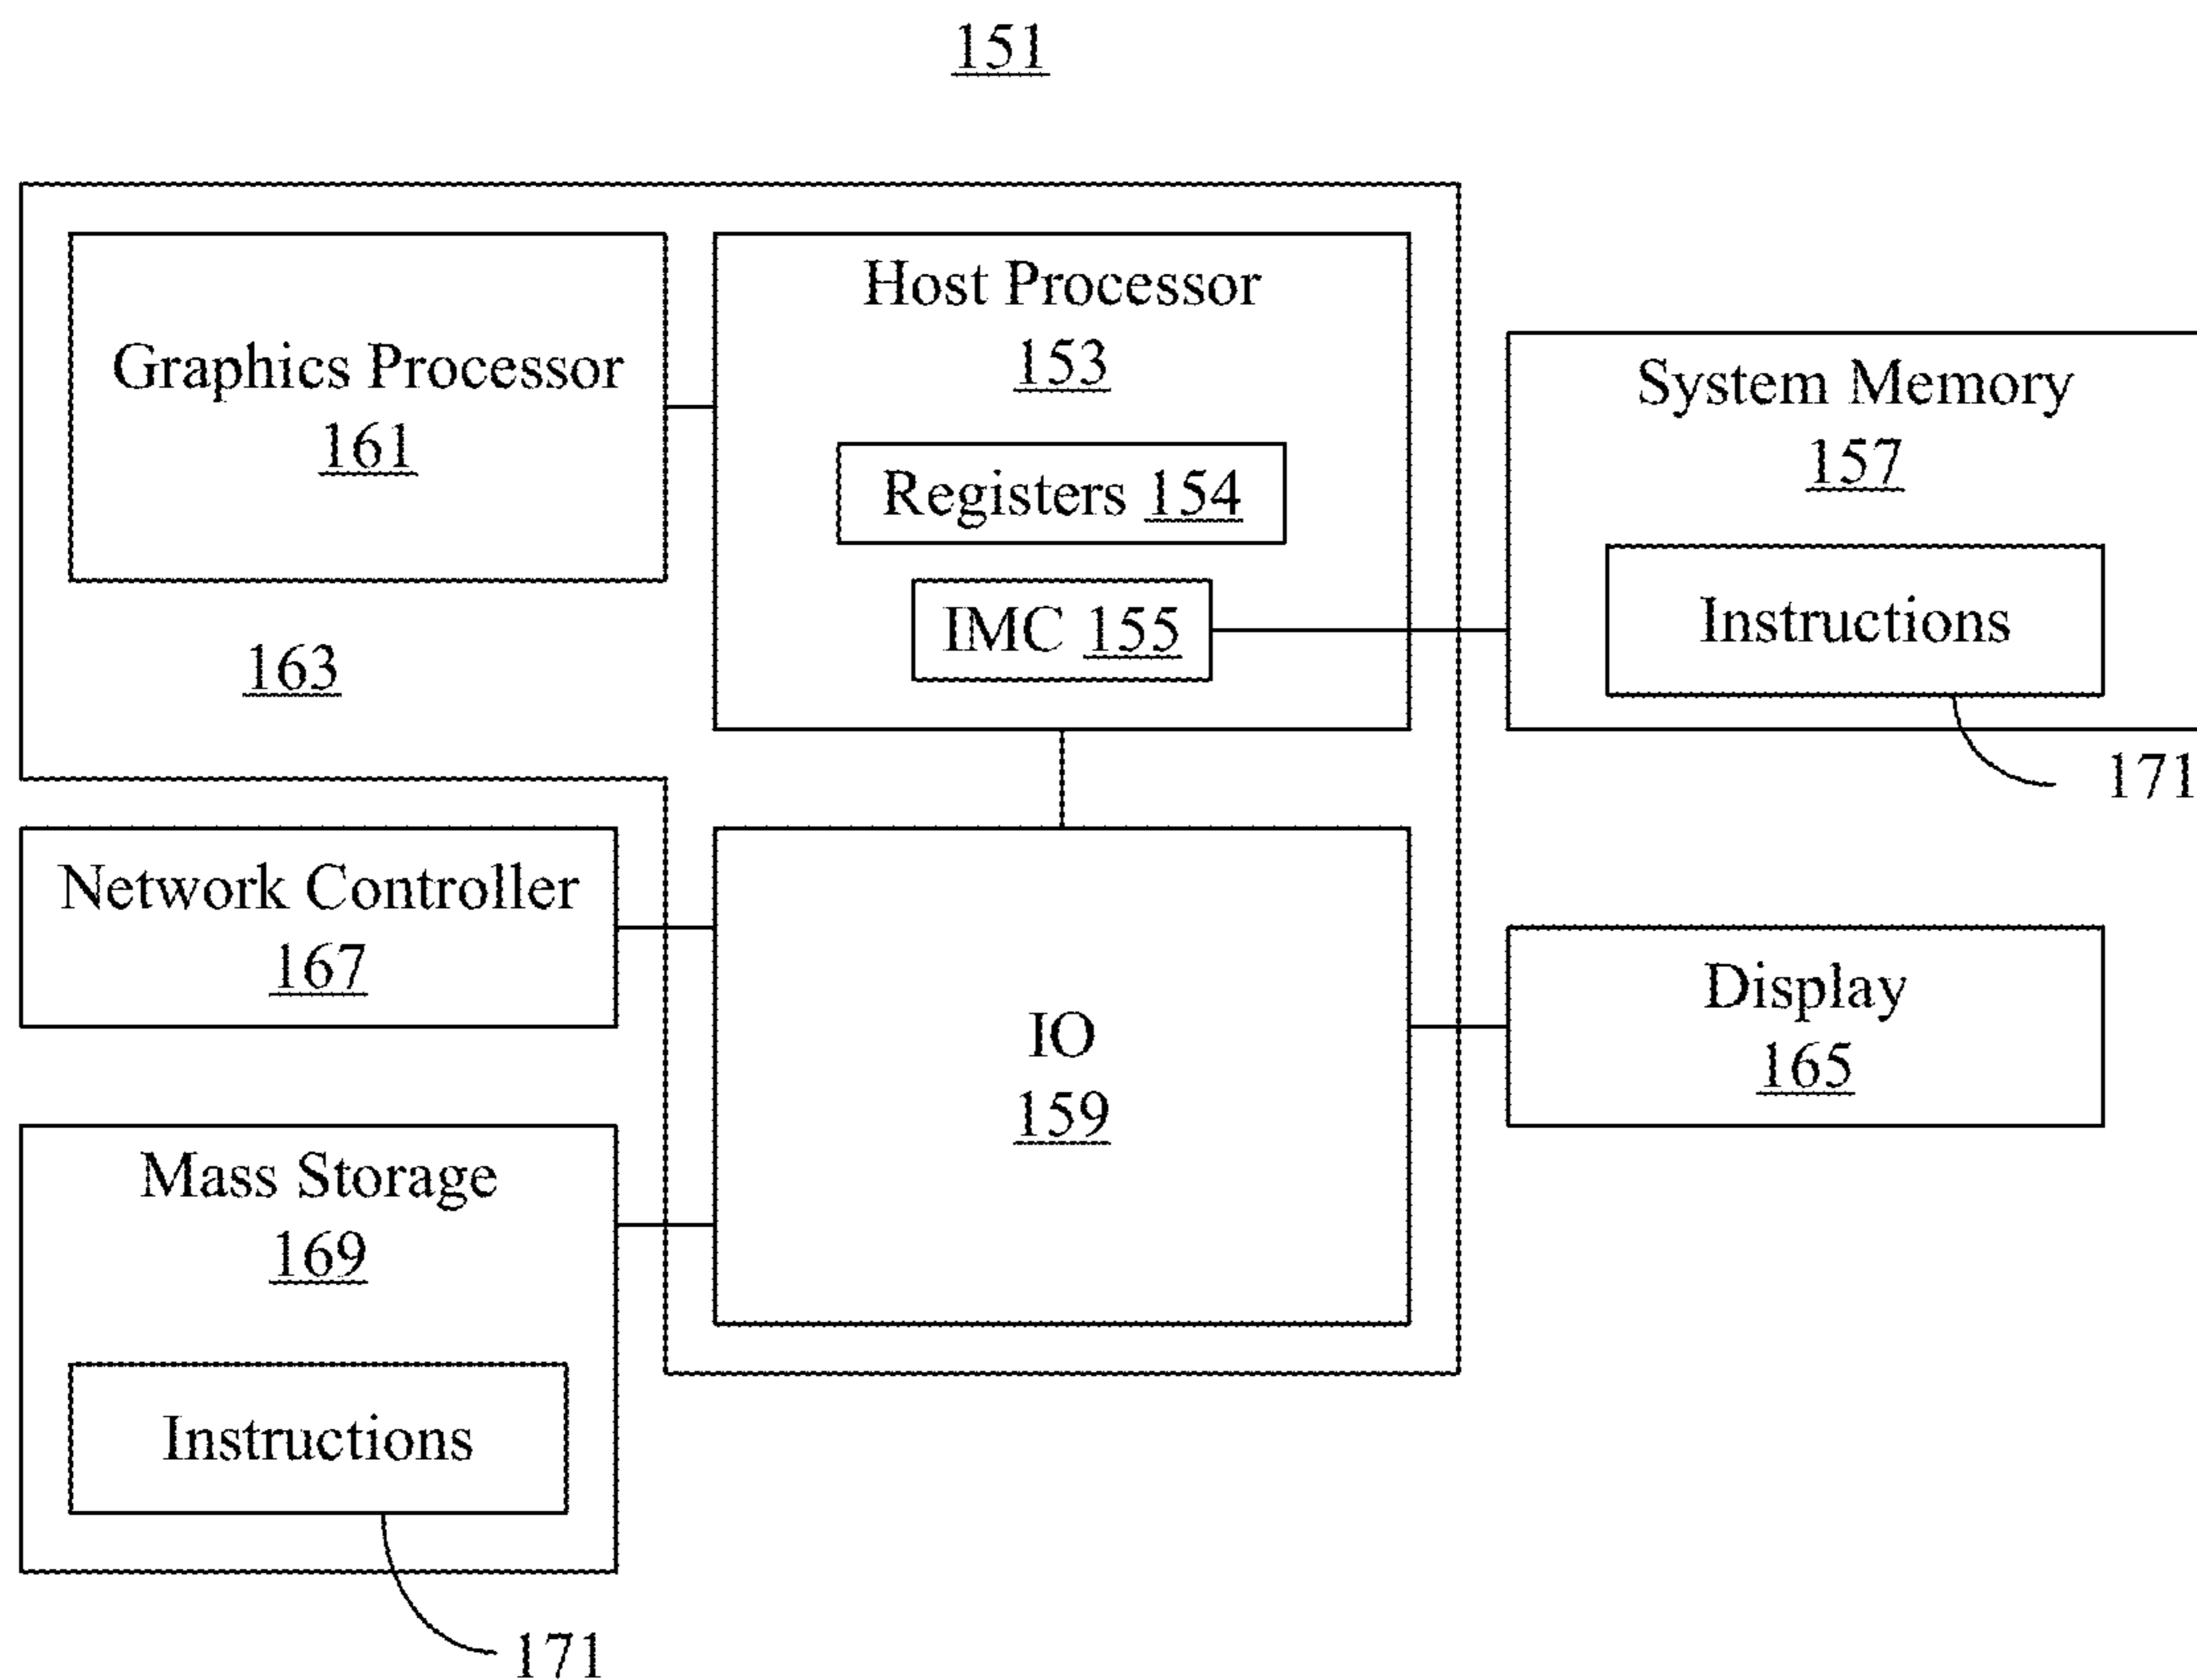 151
Graphics Processor
161
163
Host Processor
153
Registers 154
IMC 155
System Memory
157
Instructions
171
Network Controller
167
IO
159
Display
165
Mass Storage
169
Instructions
171